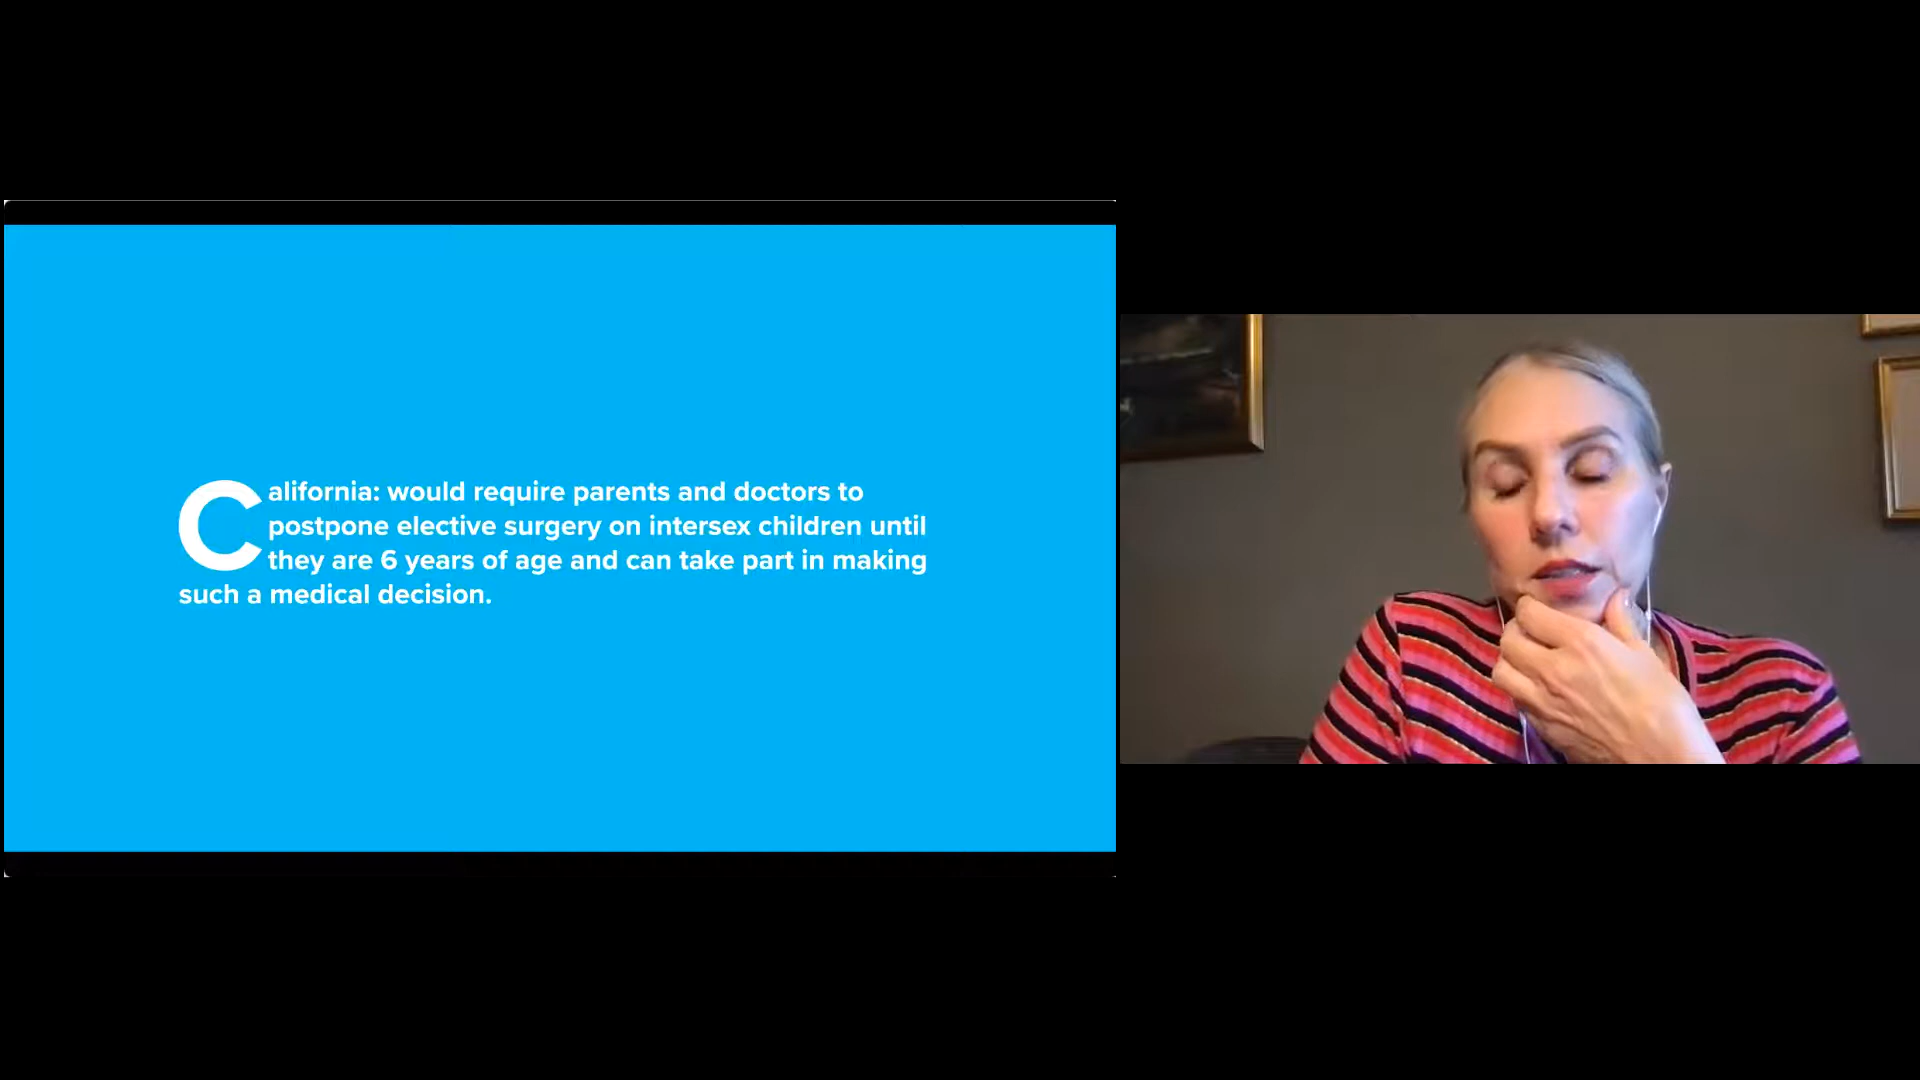 California: would require parents and doctors to
postpone elective surgery on intersex children until
they are 6 years of age and can take part in making
such a medical decision.